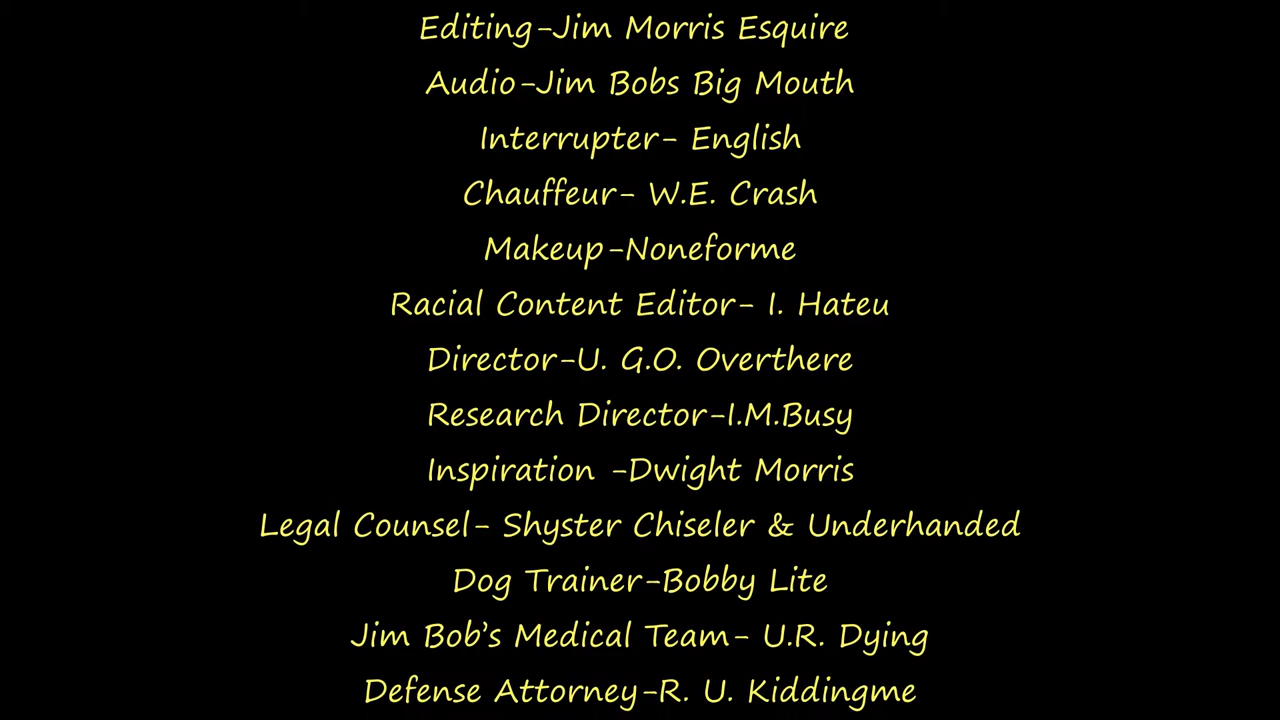 Editing-Jim Morris Esquire
Audio-Jim Bobs Big Mouth
Interrupter- English
Chauffeur- W.E. Crash
Makeup-Noneforme
Racial Content Editor- I. Hateu
Director-U. G.O. Overthere
Research Director-I.M.Busy
Inspiration -Dwight Morris
Legal Counsel- Shyster Chiseler & Underhanded
Dog Trainer-Bobby Lite
Jim Bob’s Medical Team- U.R. Dying
Defense Attorney-R. U. Kiddingme